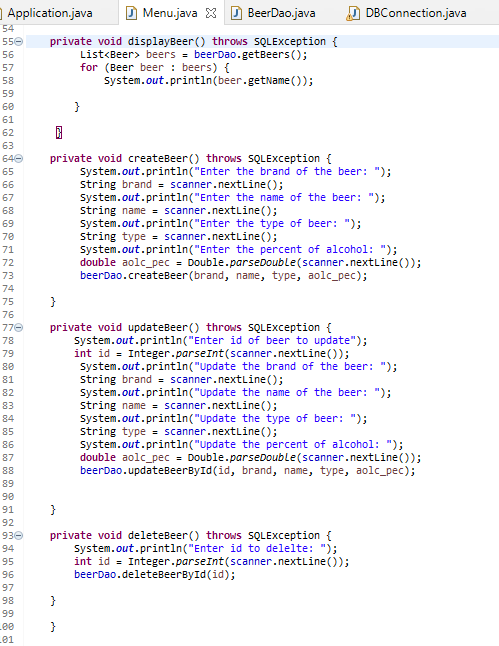 Application.java Menu.java BeerDao.java DBConnection.java
54
55 private void displayBeer() throws SQLException {
56 List<Beer> beers = beerDao.getBeers();
57 for (Beer beer : beers) {
58 System.out.println(beer.getName());
59
60 }
61
62 }
63
64 private void createBeer() throws SQLException {
65 System.out.println("Enter the brand of the beer: ");
66 String brand = scanner.nextLine();
67 System.out.println("Enter the name of the beer: ");
68 String name = scanner.nextLine();
69 System.out.println("Enter the type of beer: ");
70 String type = scanner.nextLine();
71 System.out.println("Enter the percent of alcohol: ");
72 double aolc_pec = Double.parseDouble(scanner.nextLine());
73 beerDao.createBeer(brand, name, type, aolc_pec);
74
75 }
76
77 private void updateBeer() throws SQLException {
78 System.out.println("Enter id of beer to update");
79 int id = Integer.parseInt(scanner.nextLine());
80 System.out.println("Update the brand of the beer: ");
81 String brand = scanner.nextLine();
82 System.out.println("Update the name of the beer: ");
83 String name = scanner.nextLine();
84 System.out.println("Update the type of beer: ");
85 String type = scanner.nextLine();
86 System.out.println("Update the percent of alcohol: ");
87 double aolc_pec = Double.parseDouble(scanner.nextLine());
88 beerDao.updateBeerById(id, brand, name, type, aolc_pec);
89
90
91 }
92
93 private void deleteBeer() throws SQLException {
94 System.out.println("Enter id to delelte: ");
95 int id = Integer.parseInt(scanner.nextLine());
96 beerDao.deleteBeerById(id);
97
98 }
99
100 }
101